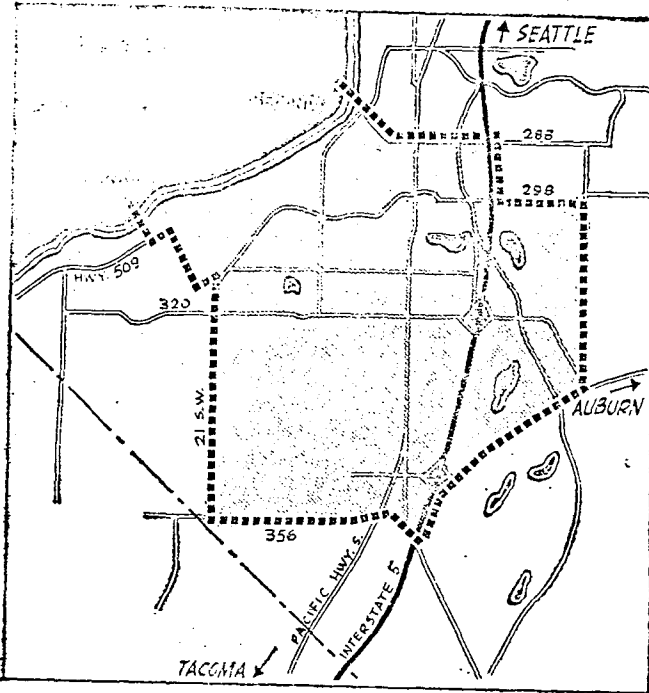 SEATTLE
288
298
HWY. 509
320
21 S.W.
AUBURN
356
PACIFIC HWY. S.
INTERSTATE 5
TACOMA